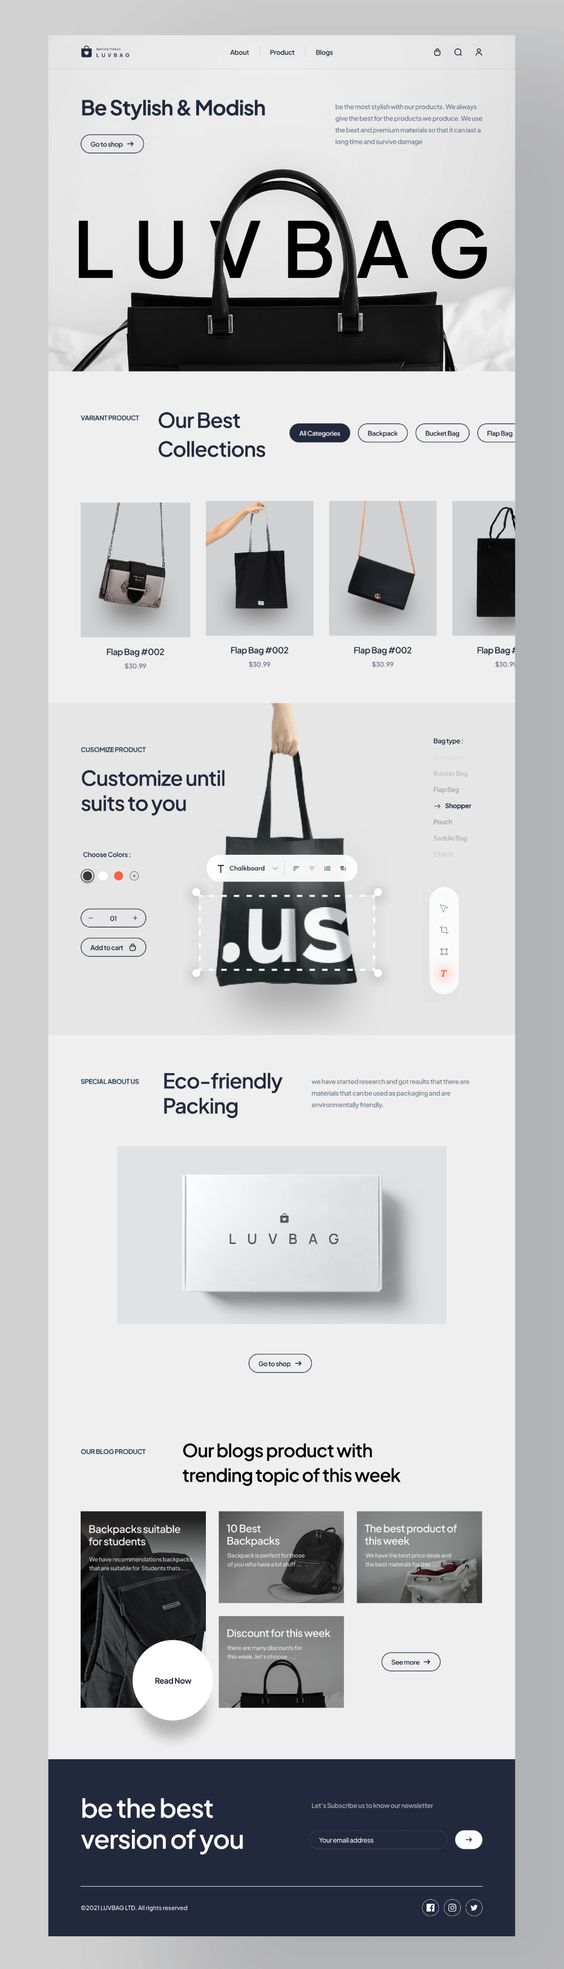 LUVBAG
About
Product
Blogs
Be Stylish & Modish
be the most stylish with our products. We always
give the best for the products we produce. We use
the best and premium materials so that it can last a
long time and survive damage
Go to shop
LUVBAG
VARIANT PRODUCT
Our Best
Collections
All Categories
Backpack
Bucket Bag
Flap Bag
Flap Bag #002
$30.99
Flap Bag #002
$30.99
Flap Bag #002
$30.99
Flap Bag #
$30.99
CUSOMIZE PRODUCT
Customize until
suits to you
Bag type :
Bucket Bag
Flap Bag
Shopper
Pouch
Saddle Bag
Clutch
Choose Colors :
01
Add to cart
T Chalkboard
.us
T
SPECIAL ABOUT US
Eco-friendly
Packing
we have started research and got results that there are
materials that can be used as packaging and are
environmentally friendly.
LUVBAG
Go to shop
OUR BLOG PRODUCT
Our blogs product with
trending topic of this week
Backpacks suitable
for students
We have recommendations backpacks
that are suitable for Students thats......
Read Now
10 Best
Backpacks
Backpack is perfect for those
of you who have a lot stuff
The best product of
this week
We have the best price deals and
the best materals for this
Discount for this week
there are many discounts for
this week. let's choose ......
See more
be the best
version of you
Let's Subscribe us to know our newsletter
Your email address
©2021 LUVBAG LTD. All rights reserved